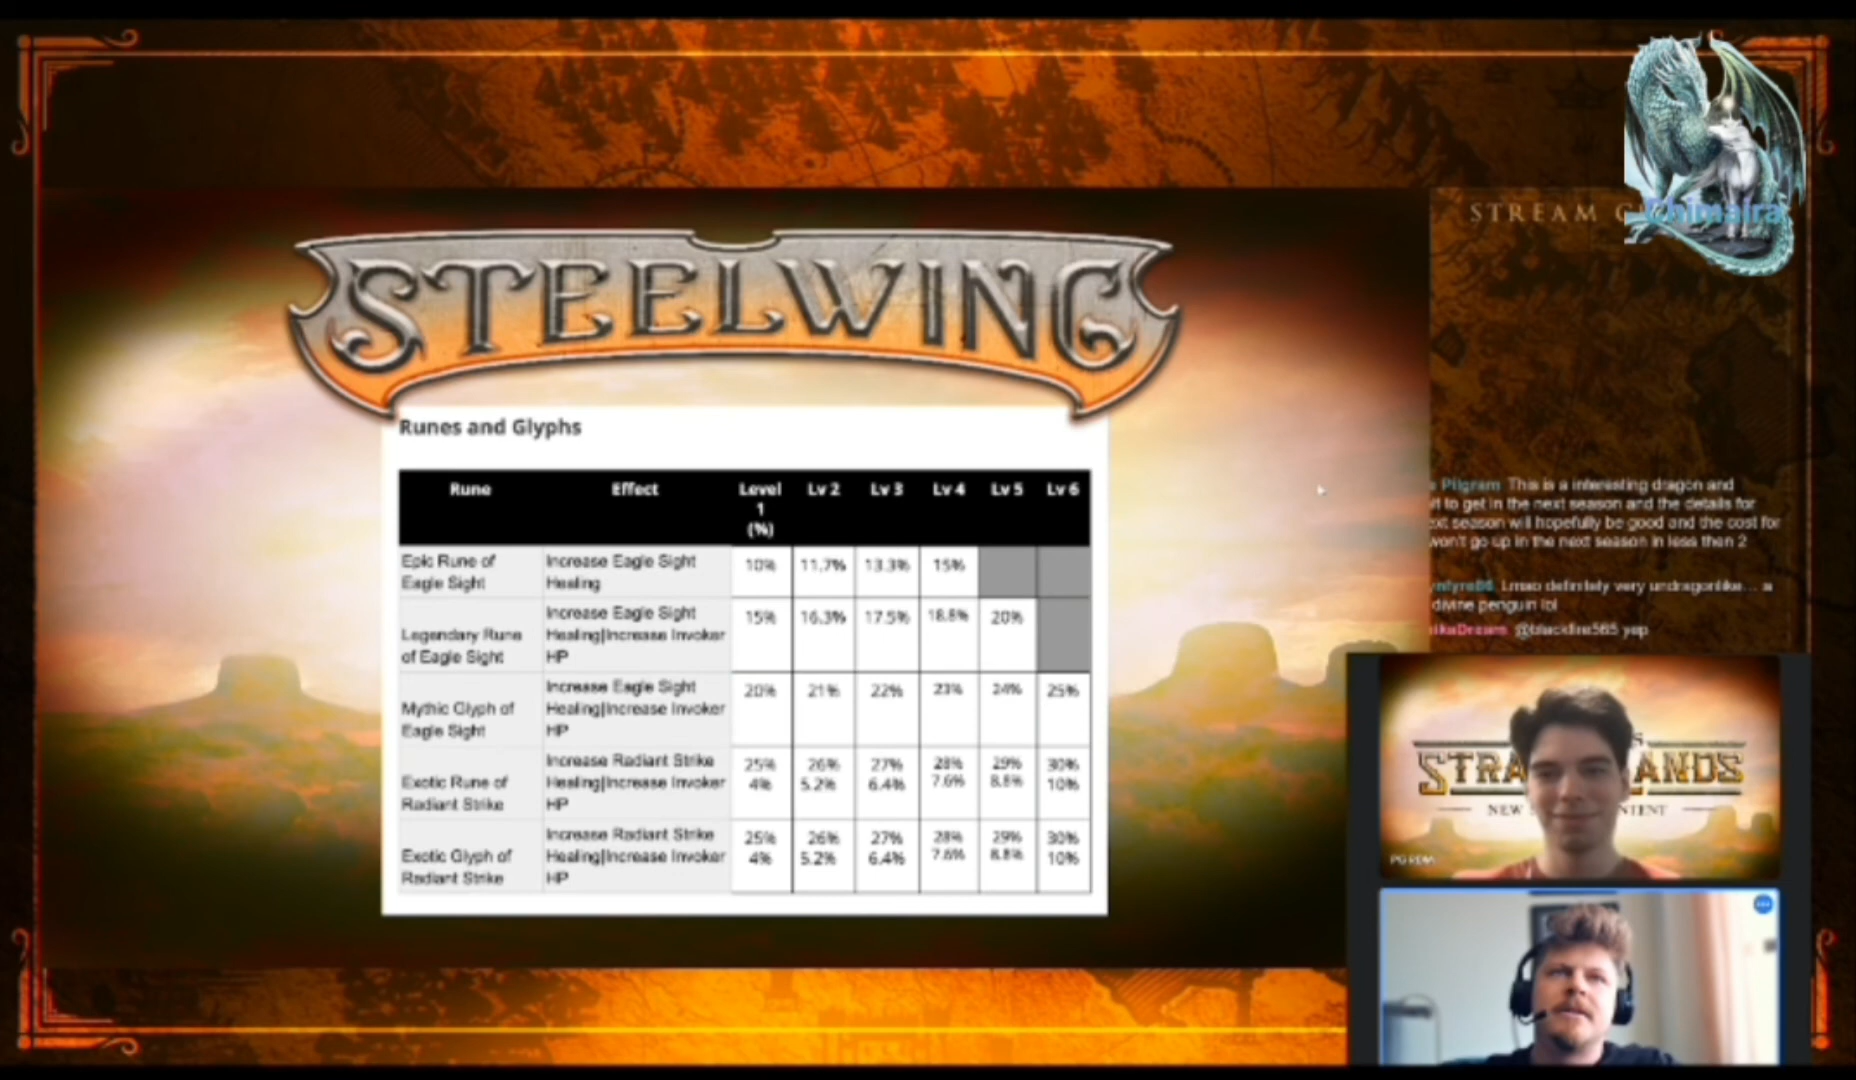 STREAM
Chimaira
STEELWING
Runes and Glyphs
Rune Effect Level 1 (%) Lv 2 Lv 3 Lv 4 Lv 5 Lv 6
Epic Rune of Eagle Sight Increase Eagle Sight Healing 10% 11.7% 13.3% 15%
Legendary Rune of Eagle Sight Increase Eagle Sight Healing|Increase Invoker HP 15% 16.3% 17.5% 18.8% 20%
Mythic Glyph of Eagle Sight Increase Eagle Sight Healing|Increase Invoker HP 20% 21% 22% 23% 24% 25%
Exotic Rune of Radiant Strike Increase Radiant Strike Healing|Increase Invoker HP 25% 4% 26% 5.2% 27% 6.4% 28% 7.6% 29% 8.8% 30% 10%
Exotic Glyph of Radiant Strike Increase Radiant Strike Healing|Increase Invoker HP 25% 4% 26% 5.2% 27% 6.4% 28% 7.6% 29% 8.8% 30% 10%
Pilgram This is a interesting dragon and
to get in the next season and the details for
season will hopefully be good and the cost for
won't go up in the next season in less then 2
Lmao definitely very undragonlike... a
divine penguin lol
@blackfire565 yep
STRA ANDS
NEW TENT